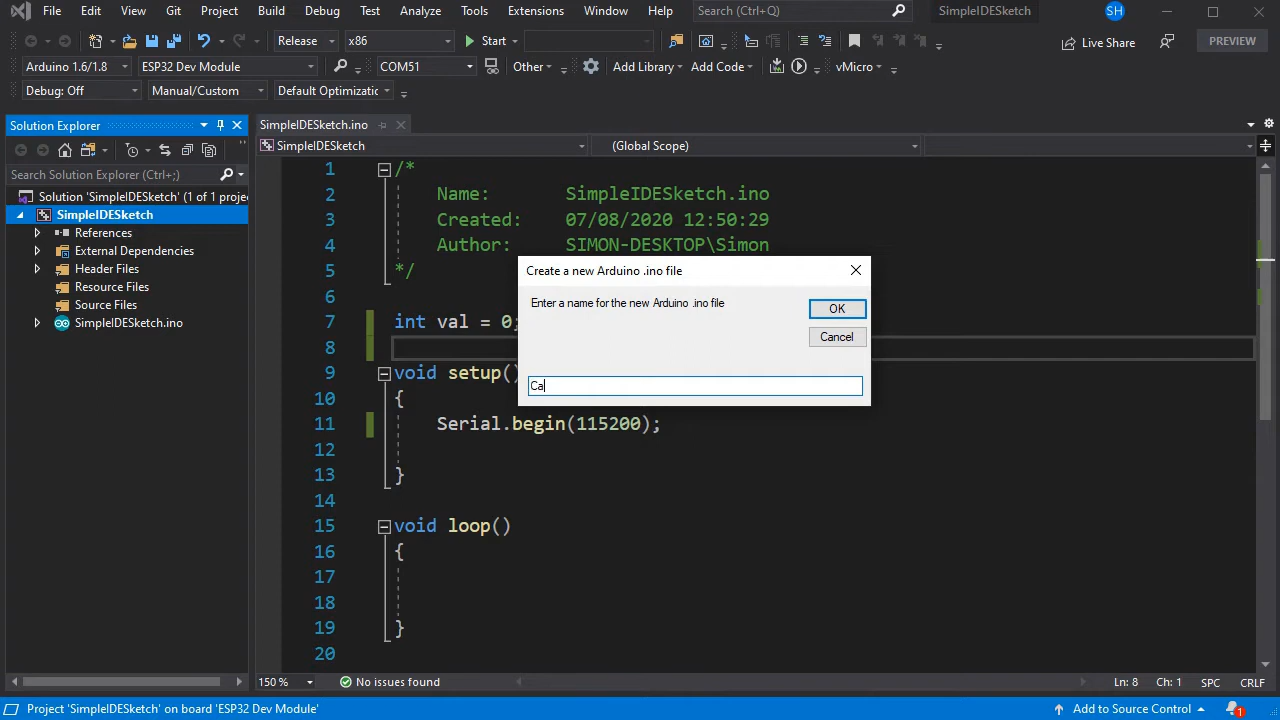 File Edit View Git Project Build Debug Test Analyze Tools Extensions Window Help Search (Ctrl+Q) SimpleIDESketch SH
Release x86 Start Live Share PREVIEW
Arduino 1.6/1.8 ESP32 Dev Module COM51 Other Add Library Add Code vMicro
Debug: Off Manual/Custom Default Optimizatic
Solution Explorer
Search Solution Explorer (Ctrl+;)
Solution 'SimpleIDESketch' (1 of 1 proje
SimpleIDESketch
References
External Dependencies
Header Files
Resource Files
Source Files
SimpleIDESketch.ino
SimpleIDESketch.ino
SimpleIDESketch (Global Scope)
1 /*
2 Name: SimpleIDESketch.ino
3 Created: 07/08/2020 12:50:29
4 Author: SIMON-DESKTOP\Simon
5 */
6
7 int val = 0;
8
9 void setup()
10 {
11 Serial.begin(115200);
12
13 }
14
15 void loop()
16 {
17
18
19 }
20
Create a new Arduino .ino file
Enter a name for the new Arduino .ino file
OK
Cancel
Ca
150 % No issues found Ln: 8 Ch: 1 SPC CRLF
Project 'SimpleIDESketch' on board 'ESP32 Dev Module' Add to Source Control 1